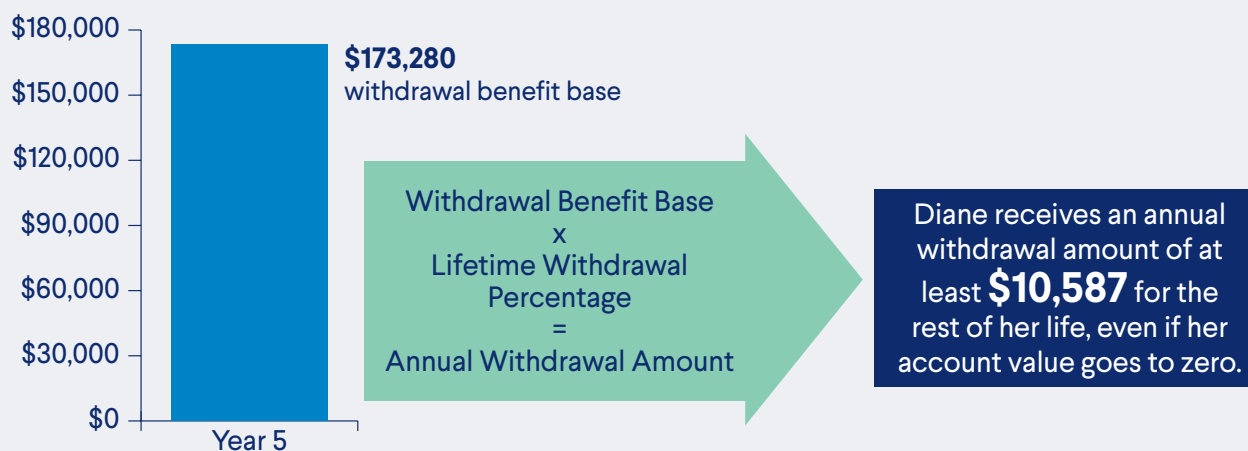 $180,000
$150,000
$120,000
$90,000
$60,000
$30,000
$0
Year 5
$173,280
withdrawal benefit base
Withdrawal Benefit Base
x
Lifetime Withdrawal
Percentage
=
Annual Withdrawal Amount
Diane receives an annual
withdrawal amount of at
least $10,587 for the
rest of her life, even if her
account value goes to zero.